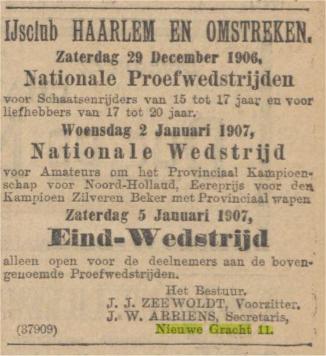 IJsclub HAARLEM EN OMSTREKEN.
Zaterdag 29 December 1906,
Nationale Proefwedstrijden
voor Schaatsenrijders van 15 tot 17 jaar en voor
liefhebbers van 17 tot 20 jaar.
Woensdag 2 Januari 1907,
Nationale Wedstrijd
voor Amateurs om het Provinciaal Kampioen-
schap voor Noord-Holland, Eereprijs voor den
Kampioen Zilveren Beker met Provinciaal wapen
Zaterdag 5 Januari 1907,
Eind-Wedstrijd
alleen open voor de deelnemers aan de boven-
genoemde Proefwedstrijden.
Het Bestuur.
J. J. ZEEWOLDT, Voorzitter.
J. W. ARRIENS, Secretaris,
(37909) Nieuwe Gracht 11.